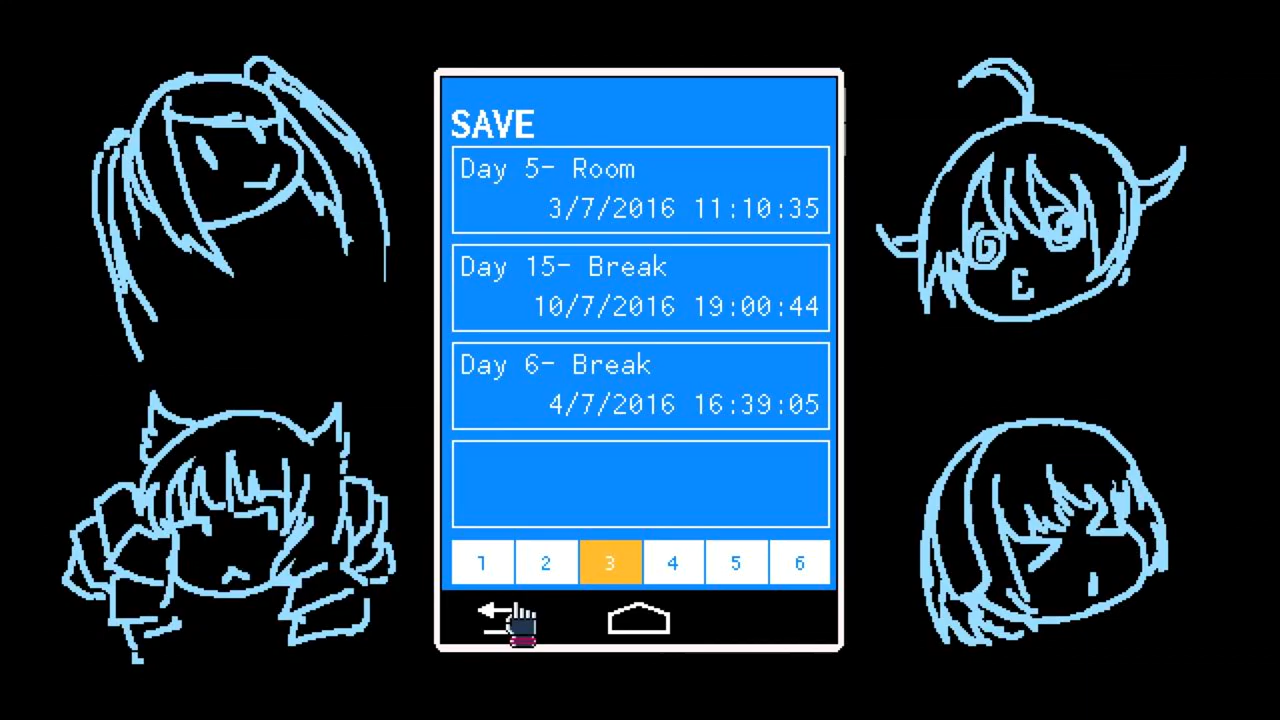 SAVE
Day 5- Room
3/7/2016 11:10:35
Day 15- Break
10/7/2016 19:00:44
Day 6- Break
4/7/2016 16:39:05
1 2 3 4 5 6